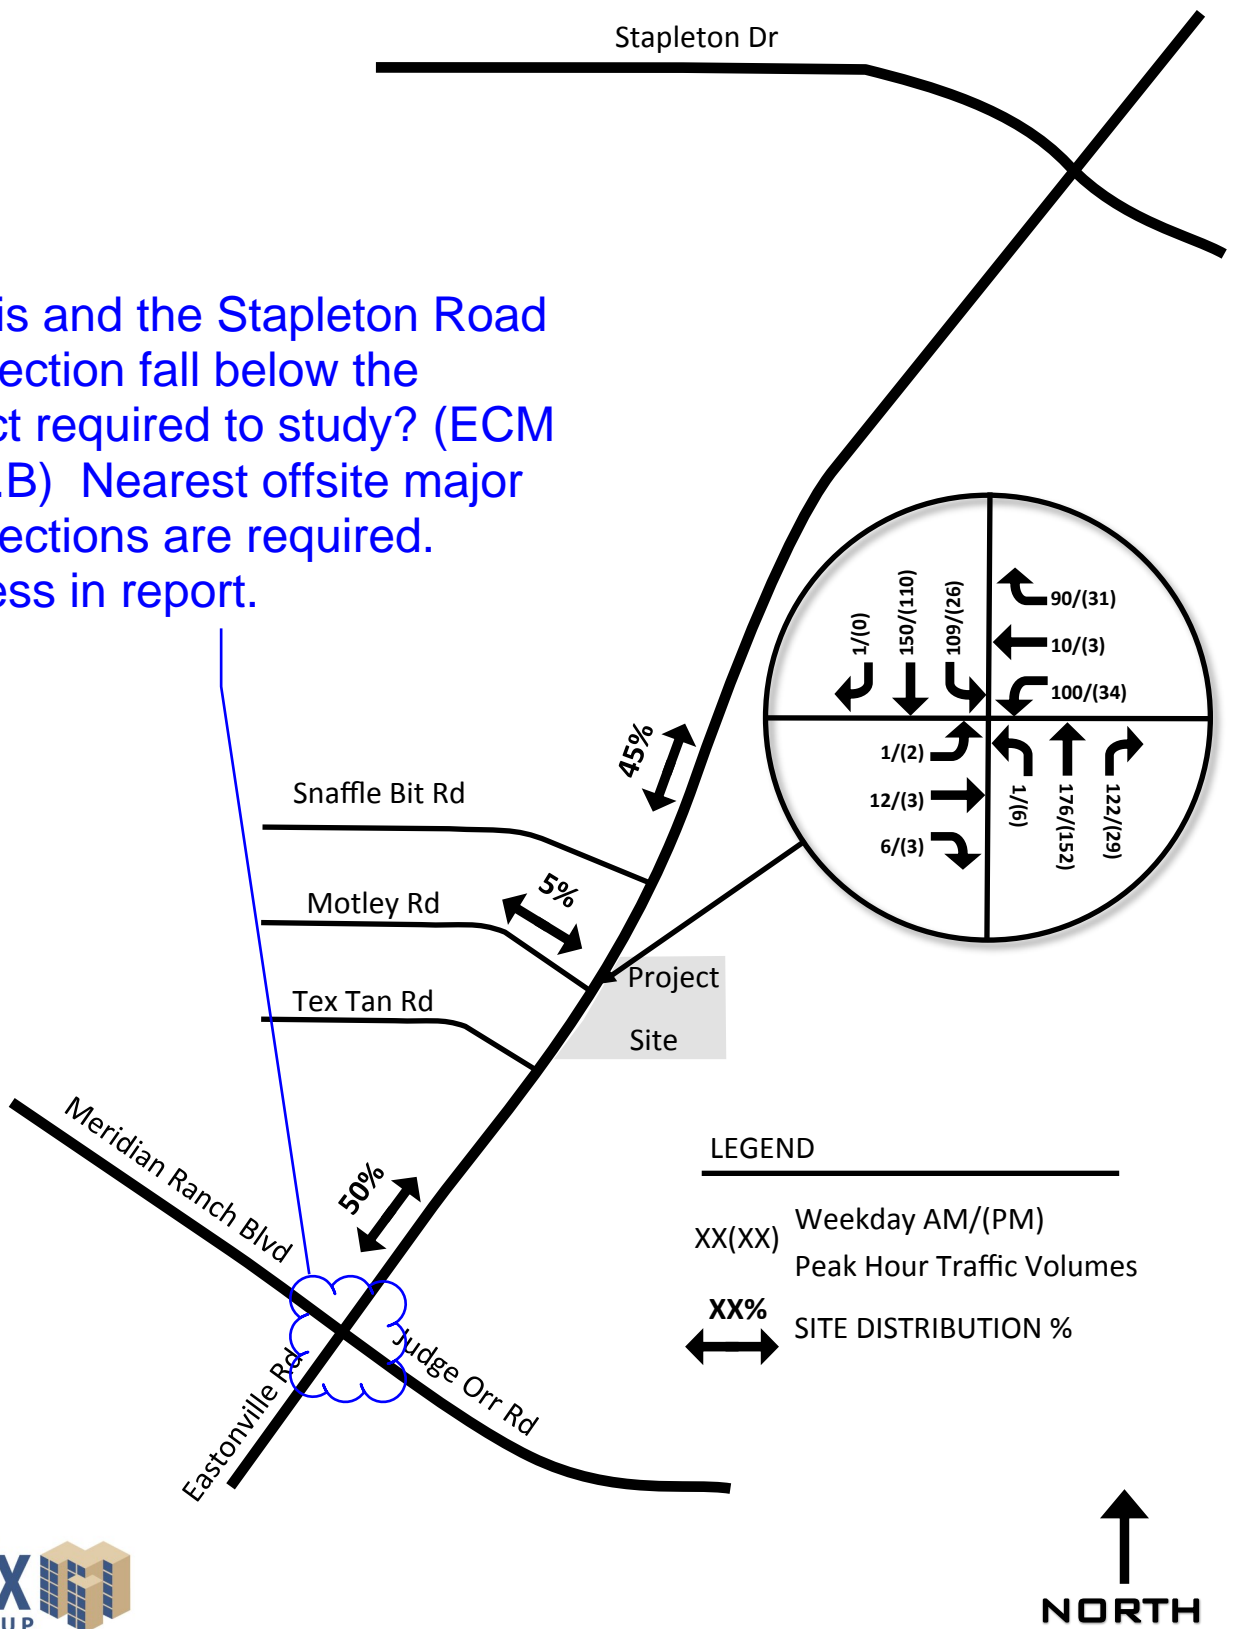 Stapleton Dr
is and the Stapleton Road
ection fall below the
ct required to study? (ECM
.B)  Nearest offsite major
ections are required.
ess in report.
1/(0)
150/(110)
109/(26)
90/(31)
10/(3)
100/(34)
1/(2)
12/(3)
6/(3)
1/(6)
176/(152)
122/(29)
45%
Snaffle Bit Rd
5%
Motley Rd
Project
Site
Tex Tan Rd
Meridian Ranch Blvd
50%
LEGEND
XX(XX)
Weekday AM/(PM)
Peak Hour Traffic Volumes
XX%
SITE DISTRIBUTION %
Judge Orr Rd
Eastonville Rd
X
UP
NORTH